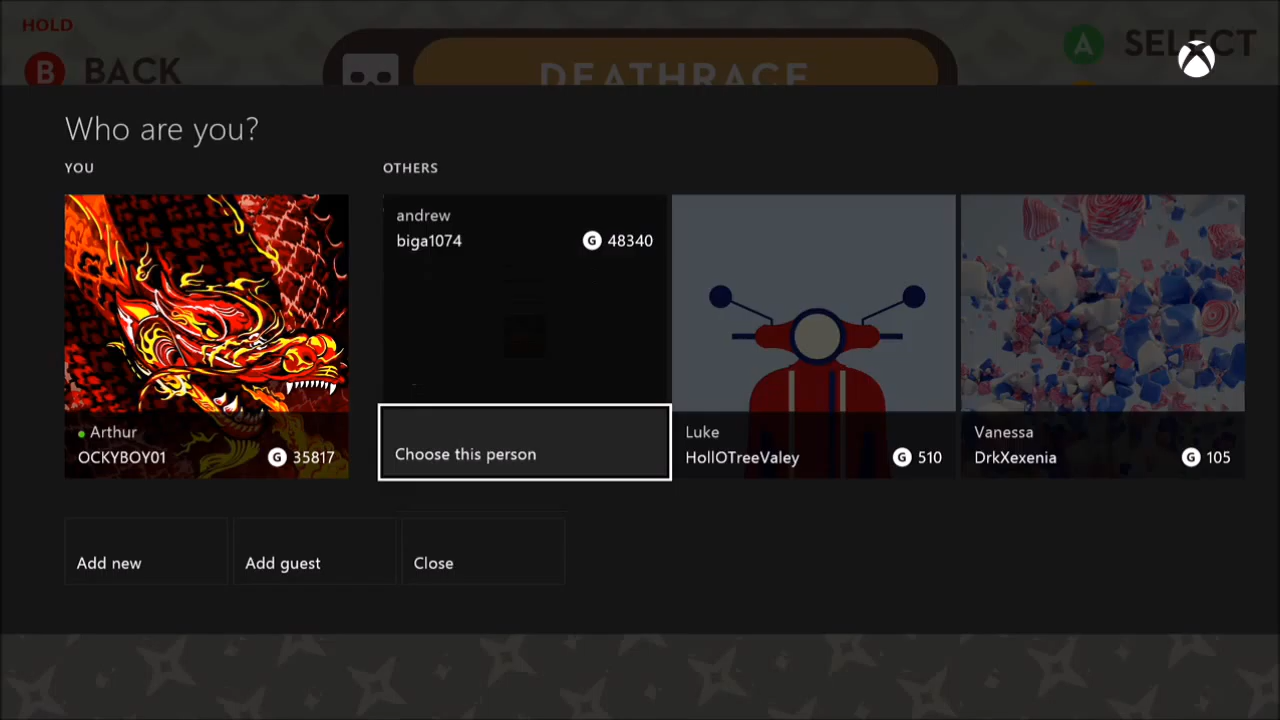 HOLD
B BACK
DEATHRACE
A SELECT
Who are you?
YOU
OTHERS
andrew
biga1074
G 48340
Choose this person
Arthur
OCKYBOY01
G 35817
Luke
HollOTreeValey
G 510
Vanessa
DrkXexenia
G 105
Add new
Add guest
Close